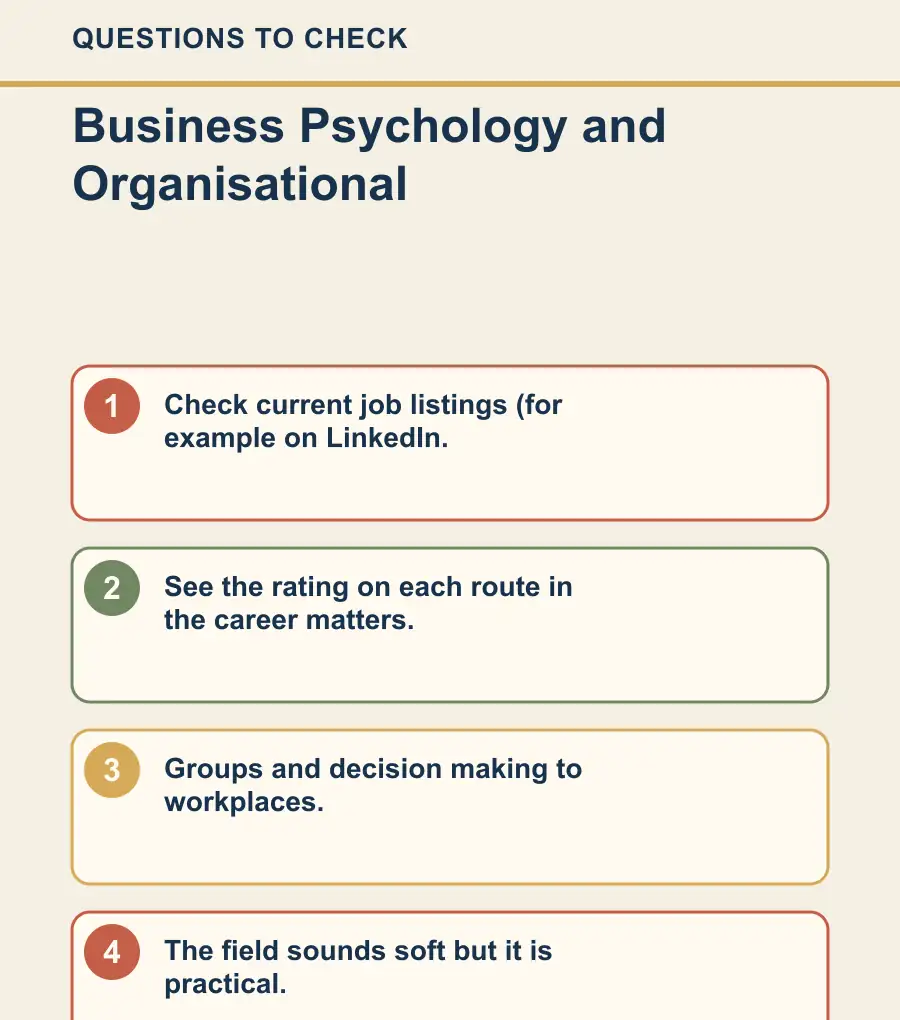 QUESTIONS TO CHECK
Business Psychology and
Organisational
1
Check current job listings (for
example on LinkedIn.
2
See the rating on each route in
the career matters.
3
Groups and decision making to
workplaces.
4
The field sounds soft but it is
practical.